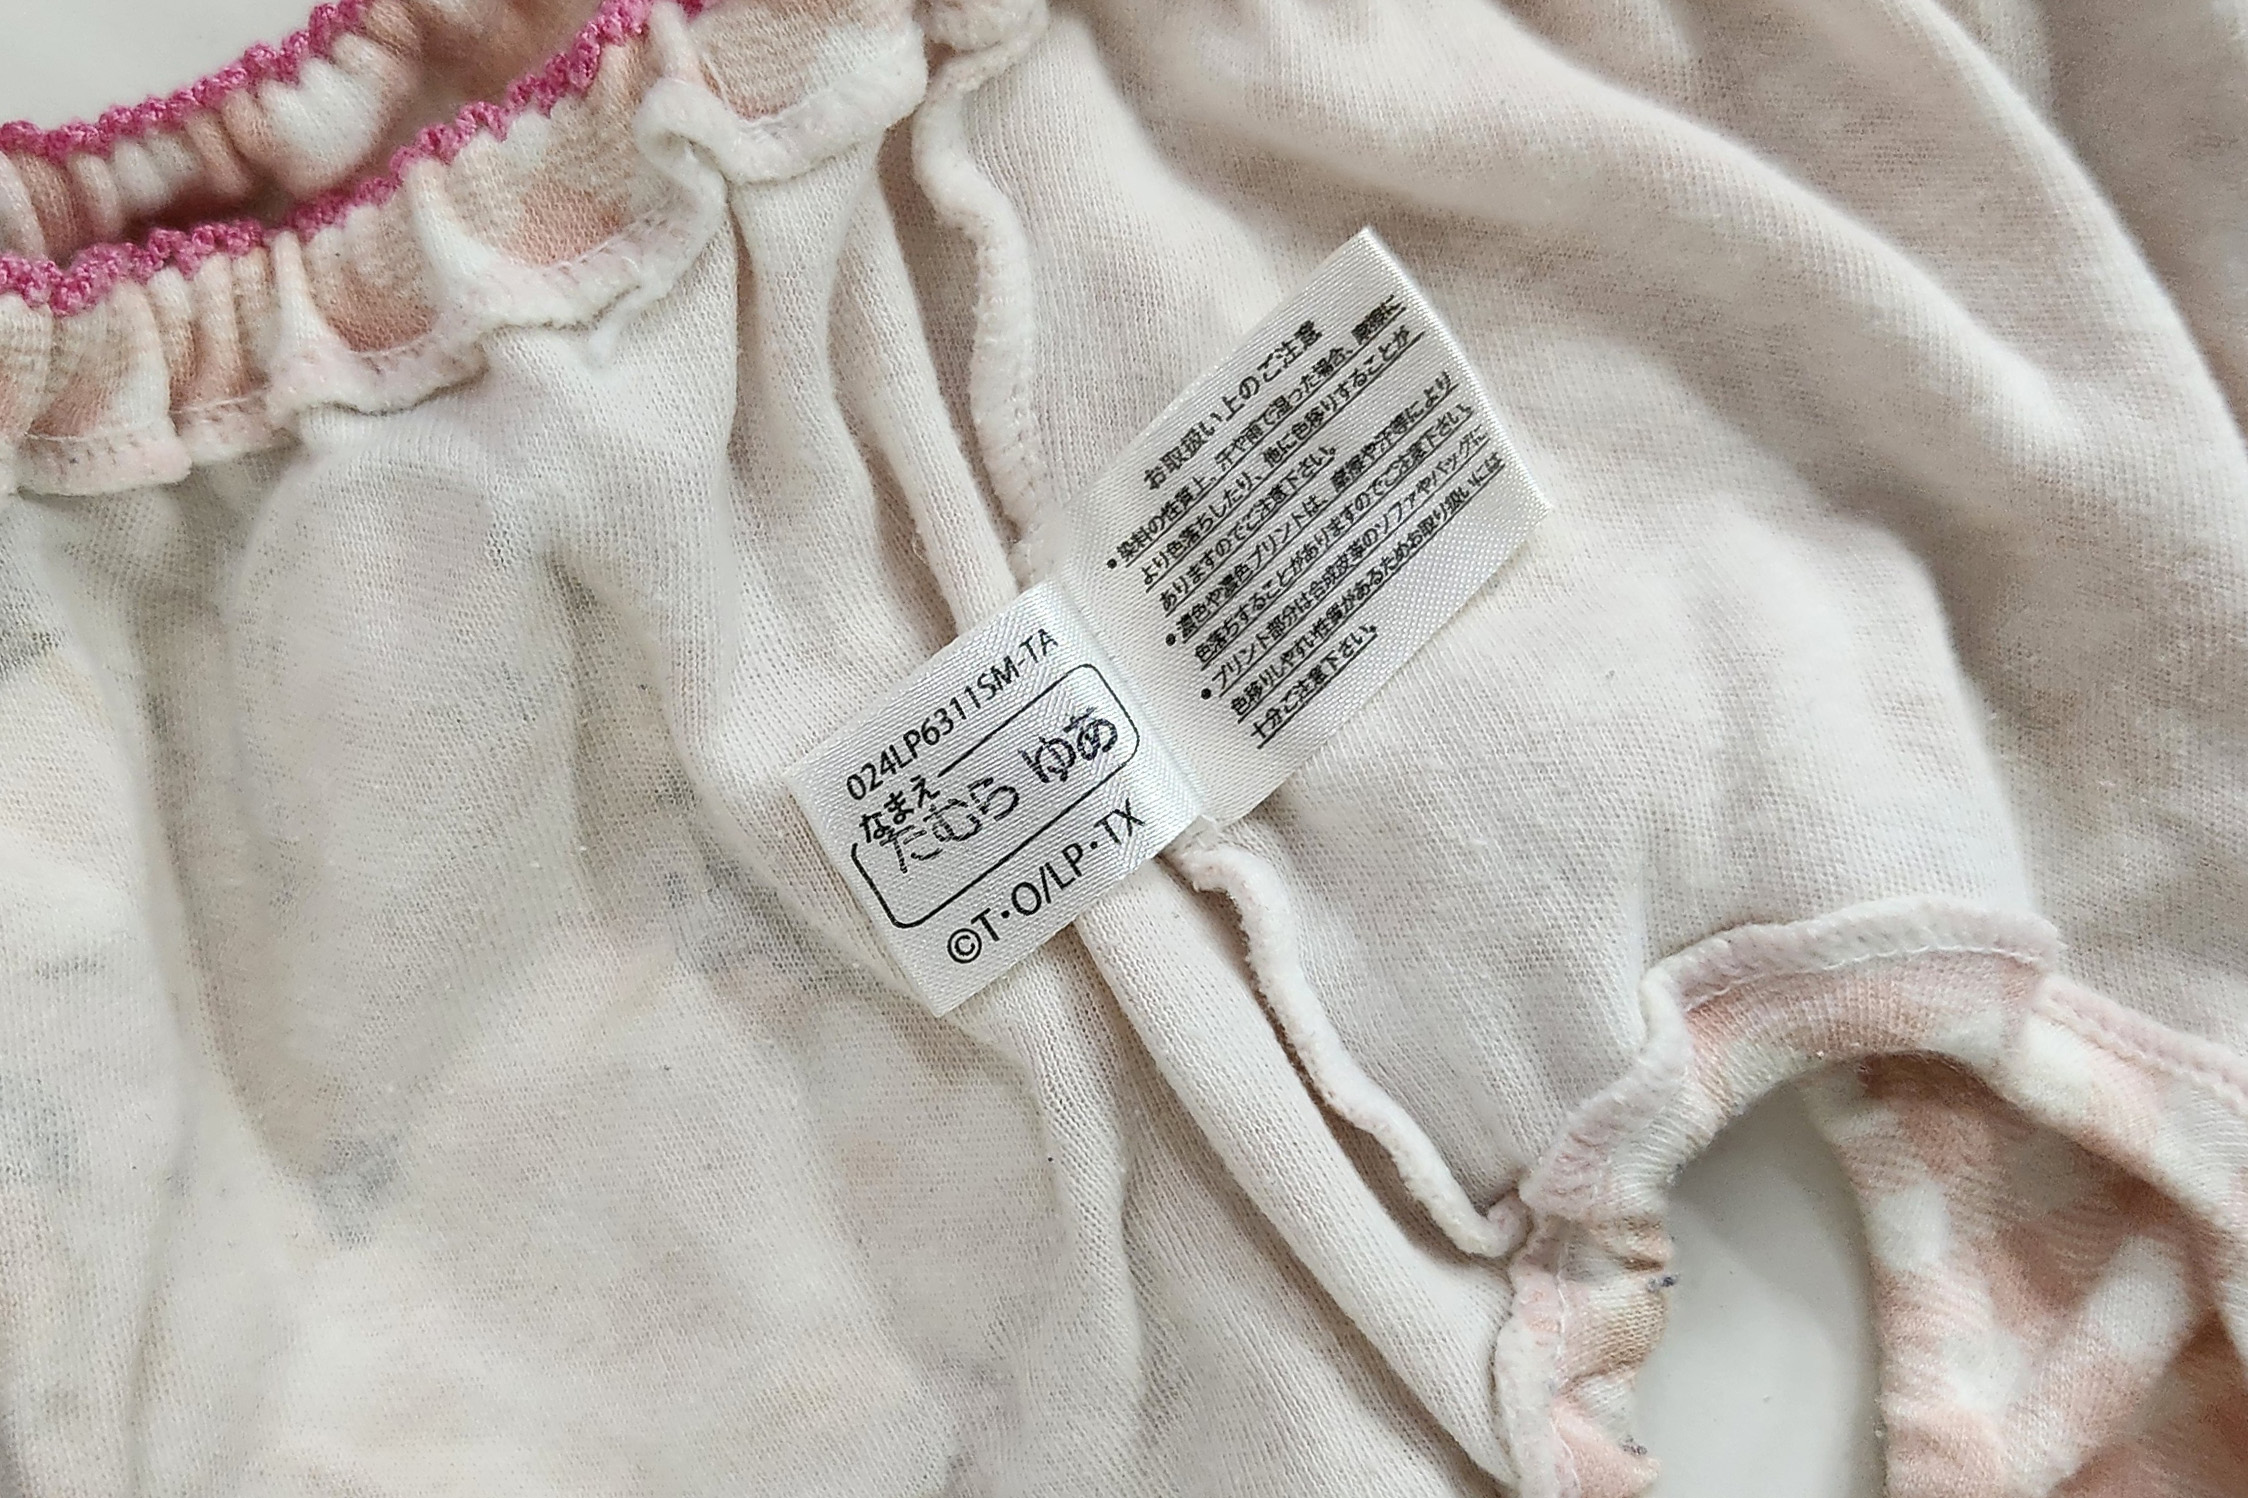 お取扱い上のご注意
・染料の性質上、汗や雨で湿った場合、摩擦に
より色落ちしたり、他に色移りすることが
ありますのでご注意下さい。
・濃色や濃色プリントは、摩擦や汗等により
色落ちすることがありますのでご注意下さい。
・プリント部分は合成皮革のソファやバッグに
色移りしやすい性質があるためお取り扱いには
十分ご注意下さい。
024LP6311SM-TA
なまえ
たむら ゆあ
©T・O/LP・TX